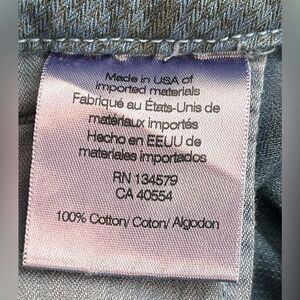 Made in USA of
imported materials
Fabriqué au États-Unis de
matériaux importés
Hecho en EEUU de
materiales importados
RN 134579
CA 40554
100% Cotton/ Coton/ Algodon